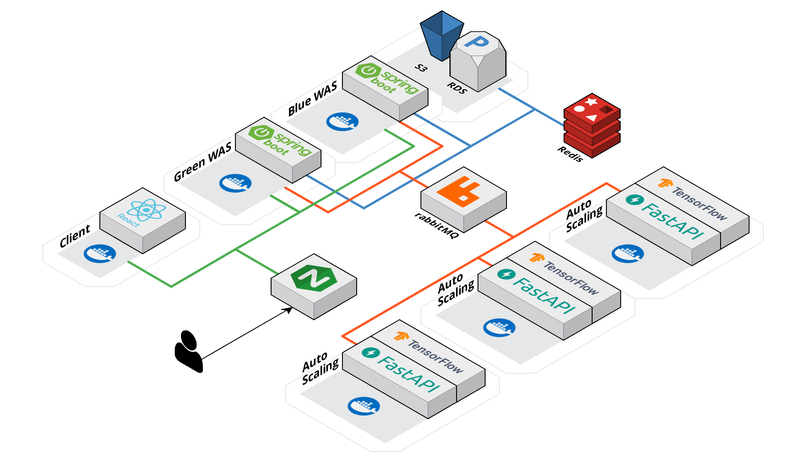 S3
P
RDS
Blue WAS
spring
boot
Redis
Green WAS
spring
boot
Client
React
rabbitMQ
N
Auto
Scaling
TensorFlow
FastAPI
Auto
Scaling
TensorFlow
FastAPI
Auto
Scaling
TensorFlow
FastAPI